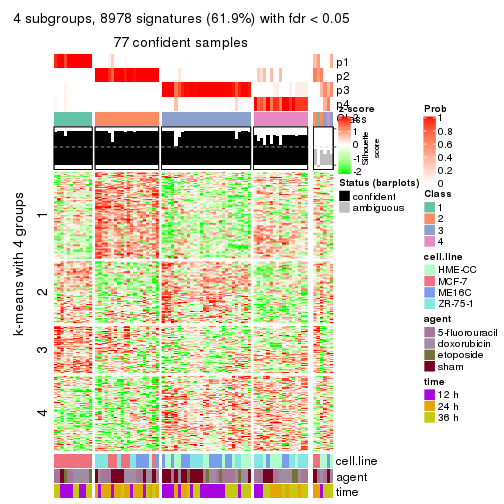 4 subgroups, 8978 signatures (61.9%) with fdr < 0.05
77 confident samples
p1
p2
p3
p4
Class
z-score
2
1
0
-1
-2
Silhouette
score
Prob
1
0.8
0.6
0.4
0.2
0
Status (barplots)
confident
ambiguous
Class
1
2
3
4
cell.line
HME-CC
MCF-7
ME16C
ZR-75-1
agent
5-fluorouracil
doxorubicin
etoposide
sham
time
12 h
24 h
36 h
k-means with 4 groups
1
2
3
4
cell.line
agent
time